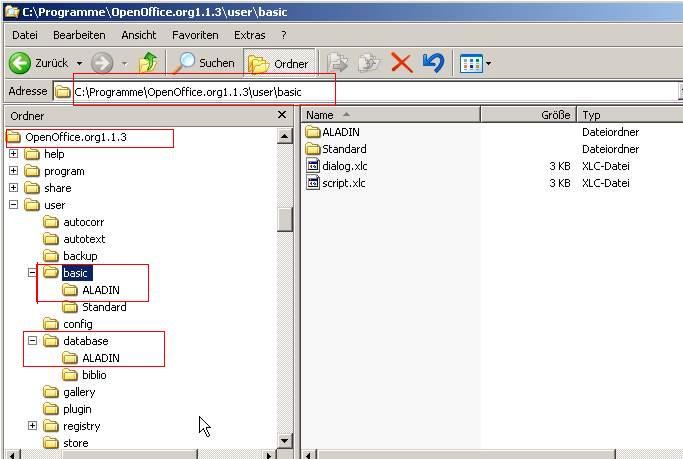 C:\Programme\OpenOffice.org1.1.3\user\basic
Datei Bearbeiten Ansicht Favoriten Extras ?
Zurück Suchen Ordner
Adresse C:\Programme\OpenOffice.org1.1.3\user\basic
Ordner
OpenOffice.org1.1.3
help
program
share
user
autocorr
autotext
backup
basic
ALADIN
Standard
config
database
ALADIN
biblio
gallery
plugin
registry
store
Name Größe Typ
ALADIN Dateiordner
Standard Dateiordner
dialog.xlc 3 KB XLC-Datei
script.xlc 3 KB XLC-Datei